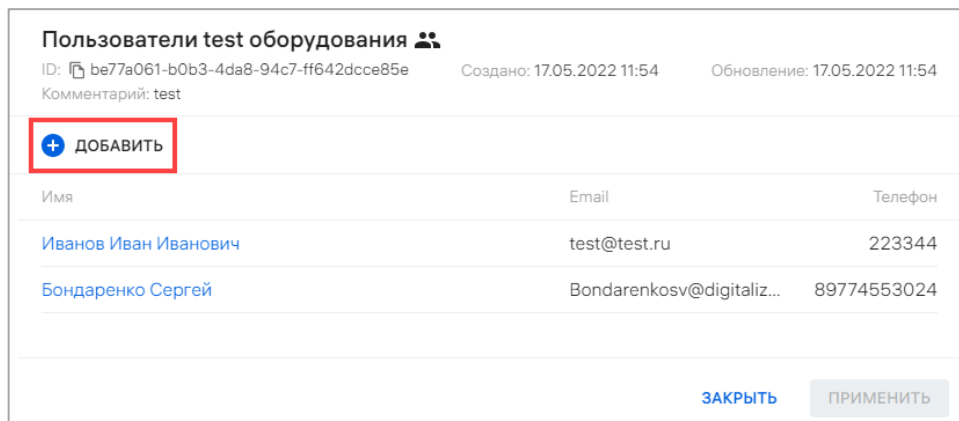 Пользователи test оборудования
ID: be77a061-b0b3-4da8-94c7-ff642dcce85e Создано: 17.05.2022 11:54 Обновление: 17.05.2022 11:54
Комментарий: test
ДОБАВИТЬ
Имя Email Телефон
Иванов Иван Иванович test@test.ru 223344
Бондаренко Сергей Bondarenkosv@digitaliz... 89774553024
ЗАКРЫТЬ ПРИМЕНИТЬ